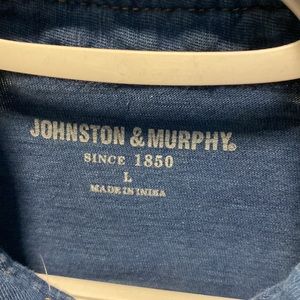 JOHNSTON & MURPHY®
SINCE 1850
L
MADE IN INDIA